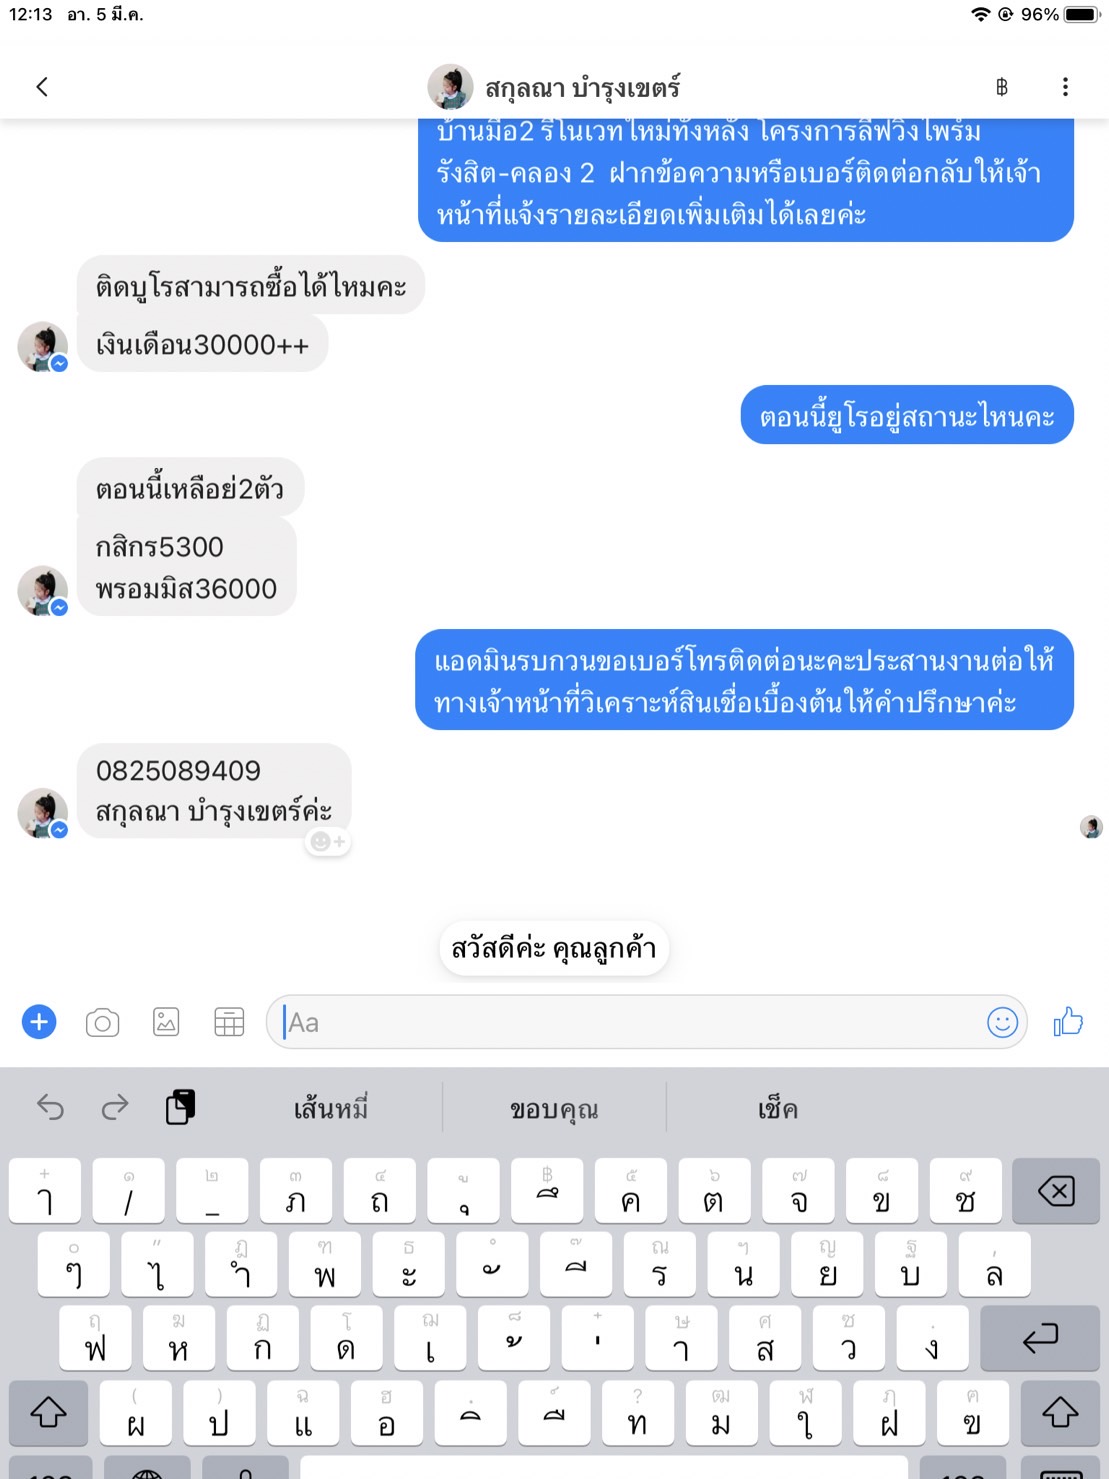 12:13 อา. 5 มี.ค.
96%
สกุลณา บำรุงเขตร์
฿
บ้านมือ2 รีโนเวทใหม่ทั้งหลัง โครงการลีฟวิ่งไพร์ม
รังสิต-คลอง 2 ฝากข้อความหรือเบอร์ติดต่อกลับให้เจ้า
หน้าที่แจ้งรายละเอียดเพิ่มเติมได้เลยค่ะ
ติดบูโรสามารถซื้อได้ไหมคะ
เงินเดือน30000++
ตอนนี้ยูโรอยู่สถานะไหนคะ
ตอนนี้เหลือย่2ตัว
กสิกร5300
พรอมมิส36000
แอดมินรบกวนขอเบอร์โทรติดต่อนะคะประสานงานต่อให้
ทางเจ้าหน้าที่วิเคราะห์สินเชื่อเบื้องต้นให้คำปรึกษาค่ะ
0825089409
สกุลณา บำรุงเขตร์ค่ะ
สวัสดีค่ะ คุณลูกค้า
Aa
เส้นหมี่ ขอบคุณ เช็ค
+ ๑ ๒ ๓ ๔ ู ฿ ๕ ๖ ๗ ๘ ๙
ๅ / _ ภ ถ ุ ึ ค ต จ ข ช
๐ " ฎ ฑ ธ ํ ๊ ณ ฯ ญ ฐ ,
ๆ ไ ำ พ ะ ั ี ร น ย บ ล
ฤ ฆ ฏ โ ฌ ็ ๋ ษ ศ ซ .
ฟ ห ก ด เ ้ ่ า ส ว ง
( ) ฉ ฮ ฺ ์ ? ฒ ฬ ฦ ฅ
ผ ป แ อ ิ ื ท ม ใ ฝ ฃ